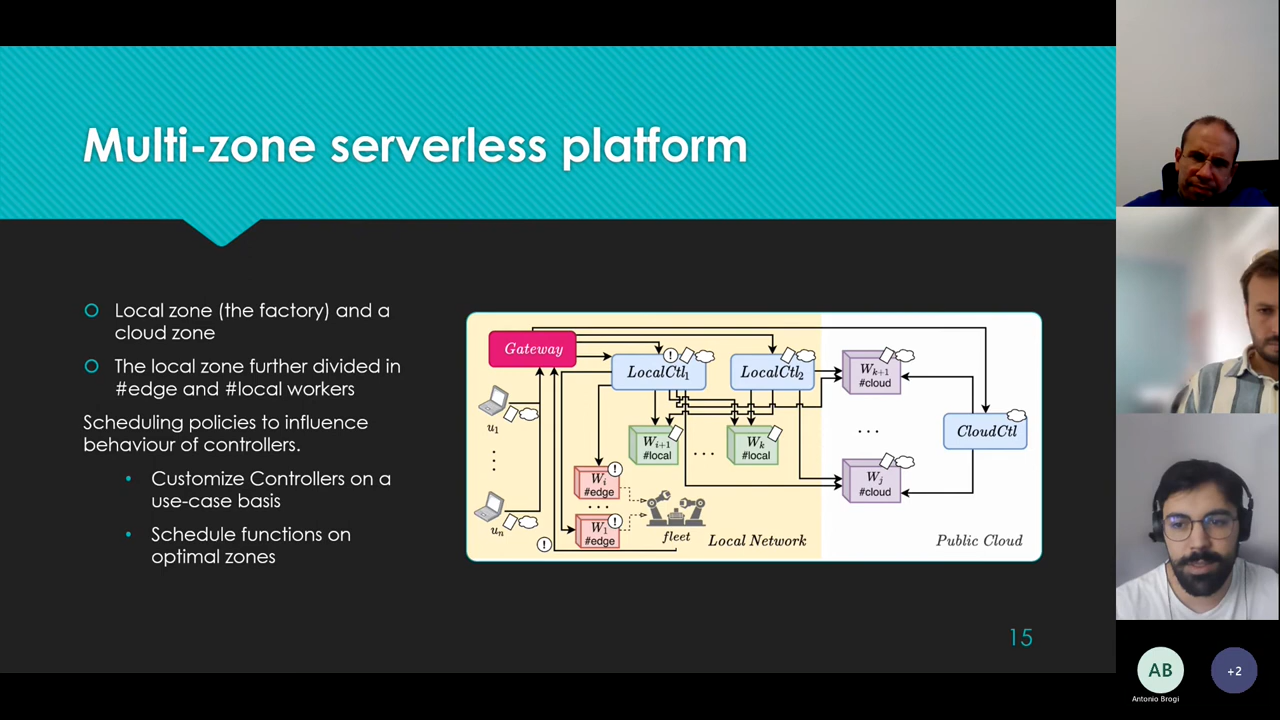 Multi-zone serverless platform
Local zone (the factory) and a
cloud zone
The local zone further divided in
#edge and #local workers
Scheduling policies to influence
behaviour of controllers.
Customize Controllers on a
use-case basis
Schedule functions on
optimal zones
Gateway
LocalCtl1
LocalCtl2
Wk+1
#cloud
u1
Wi+1
#local
...
Wk
#local
...
CloudCtl
Wi
#edge
...
W1
#edge
Wj
#cloud
un
fleet
Local Network
Public Cloud
!
!
!
!
15
AB
+2
Antonio Brogi